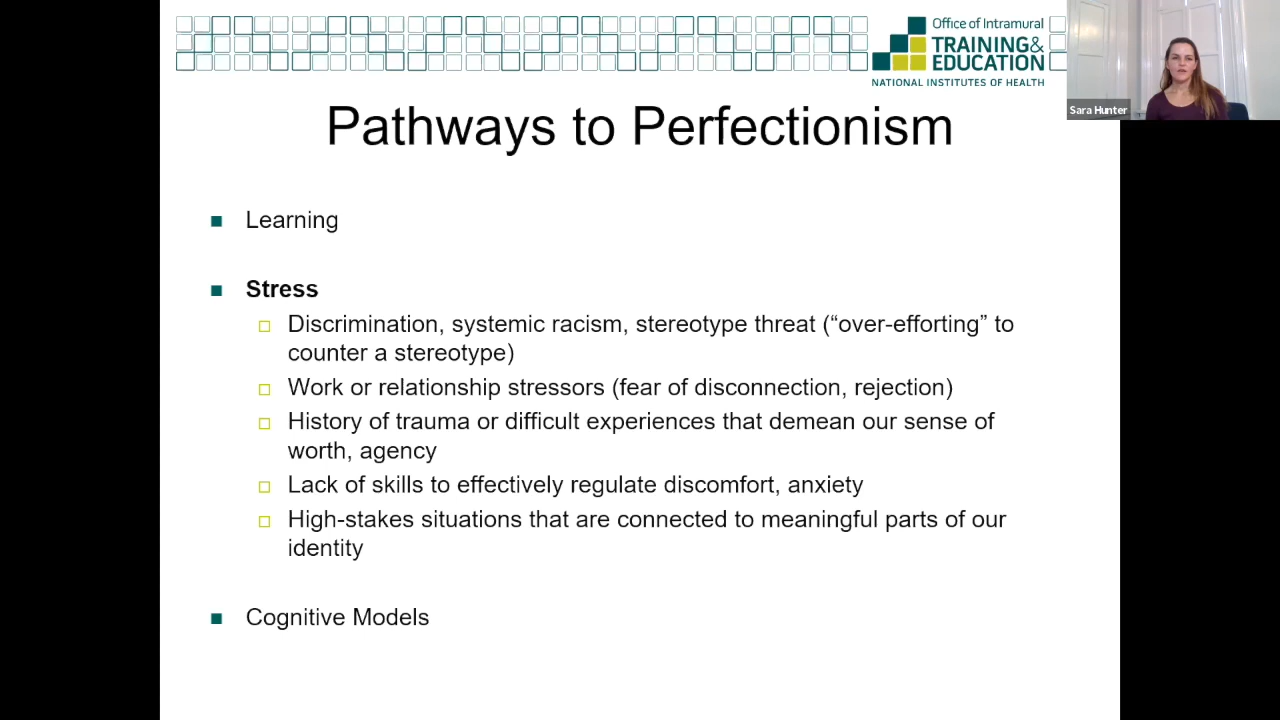 Office of Intramural
TRAINING&
EDUCATION
NATIONAL INSTITUTES OF HEALTH
Sara Hunter
Pathways to Perfectionism
Learning
Stress
Discrimination, systemic racism, stereotype threat (“over-efforting” to
counter a stereotype)
Work or relationship stressors (fear of disconnection, rejection)
History of trauma or difficult experiences that demean our sense of
worth, agency
Lack of skills to effectively regulate discomfort, anxiety
High-stakes situations that are connected to meaningful parts of our
identity
Cognitive Models